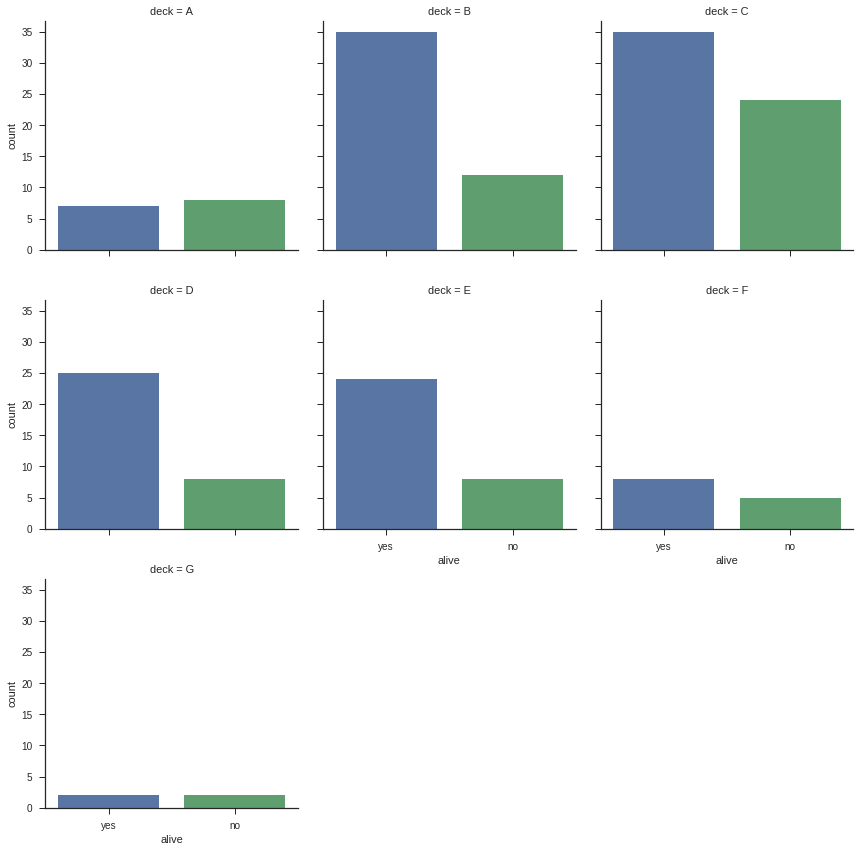 deck = A
deck = B
deck = C
35
30
25
20
15
10
5
0
count
deck = D
deck = E
deck = F
35
30
25
20
15
10
5
0
count
yes
no
yes
no
alive
alive
deck = G
35
30
25
20
15
10
5
0
count
yes
no
alive